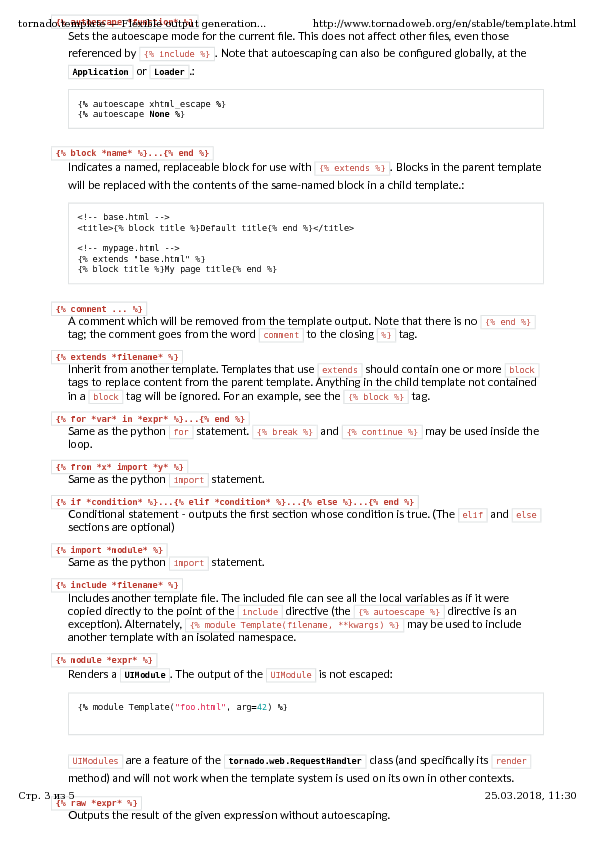 tornado.template — Flexible output generation... http://www.tornadoweb.org/en/stable/template.html
{% autoescape *function* %}
Sets the autoescape mode for the current file. This does not affect other files, even those
referenced by {% include %}. Note that autoescaping can also be configured globally, at the
Application or Loader.:
{% autoescape xhtml_escape %}
{% autoescape None %}
{% block *name* %}...{% end %}
Indicates a named, replaceable block for use with {% extends %}. Blocks in the parent template
will be replaced with the contents of the same-named block in a child template.:
<!-- base.html -->
<title>{% block title %}Default title{% end %}</title>
<!-- mypage.html -->
{% extends "base.html" %}
{% block title %}My page title{% end %}
{% comment ... %}
A comment which will be removed from the template output. Note that there is no {% end %}
tag; the comment goes from the word comment to the closing %} tag.
{% extends *filename* %}
Inherit from another template. Templates that use extends should contain one or more block
tags to replace content from the parent template. Anything in the child template not contained
in a block tag will be ignored. For an example, see the {% block %} tag.
{% for *var* in *expr* %}...{% end %}
Same as the python for statement. {% break %} and {% continue %} may be used inside the
loop.
{% from *x* import *y* %}
Same as the python import statement.
{% if *condition* %}...{% elif *condition* %}...{% else %}...{% end %}
Conditional statement - outputs the first section whose condition is true. (The elif and else
sections are optional)
{% import *module* %}
Same as the python import statement.
{% include *filename* %}
Includes another template file. The included file can see all the local variables as if it were
copied directly to the point of the include directive (the {% autoescape %} directive is an
exception). Alternately, {% module Template(filename, **kwargs) %} may be used to include
another template with an isolated namespace.
{% module *expr* %}
Renders a UIModule. The output of the UIModule is not escaped:
{% module Template("foo.html", arg=42) %}
UIModules are a feature of the tornado.web.RequestHandler class (and specifically its render
method) and will not work when the template system is used on its own in other contexts.
Стр. 3 из 5 25.03.2018, 11:30
{% raw *expr* %}
Outputs the result of the given expression without autoescaping.